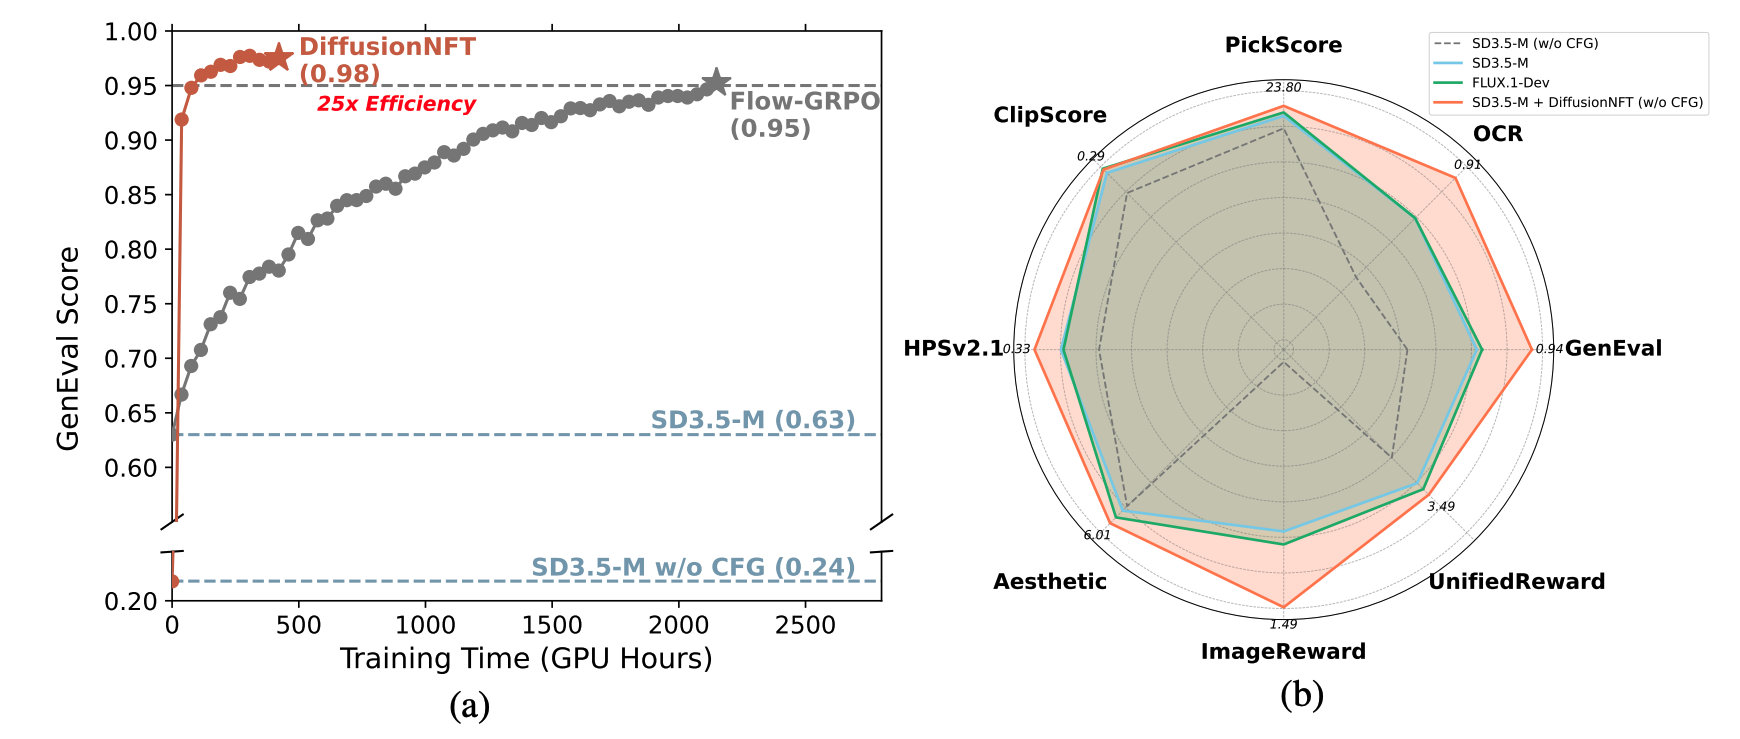 1.00
0.95
0.90
0.85
0.80
0.75
0.70
0.65
0.60
0.20
GenEval Score
DiffusionNFT
(0.98)
25x Efficiency
Flow-GRPO
(0.95)
SD3.5-M (0.63)
SD3.5-M w/o CFG (0.24)
0
500
1000
1500
2000
2500
Training Time (GPU Hours)
(a)
SD3.5-M (w/o CFG)
SD3.5-M
FLUX.1-Dev
SD3.5-M + DiffusionNFT (w/o CFG)
PickScore
23.80
ClipScore
0.29
OCR
0.91
HPSv2.1
0.33
0.94
GenEval
Aesthetic
6.01
3.49
UnifiedReward
1.49
ImageReward
(b)